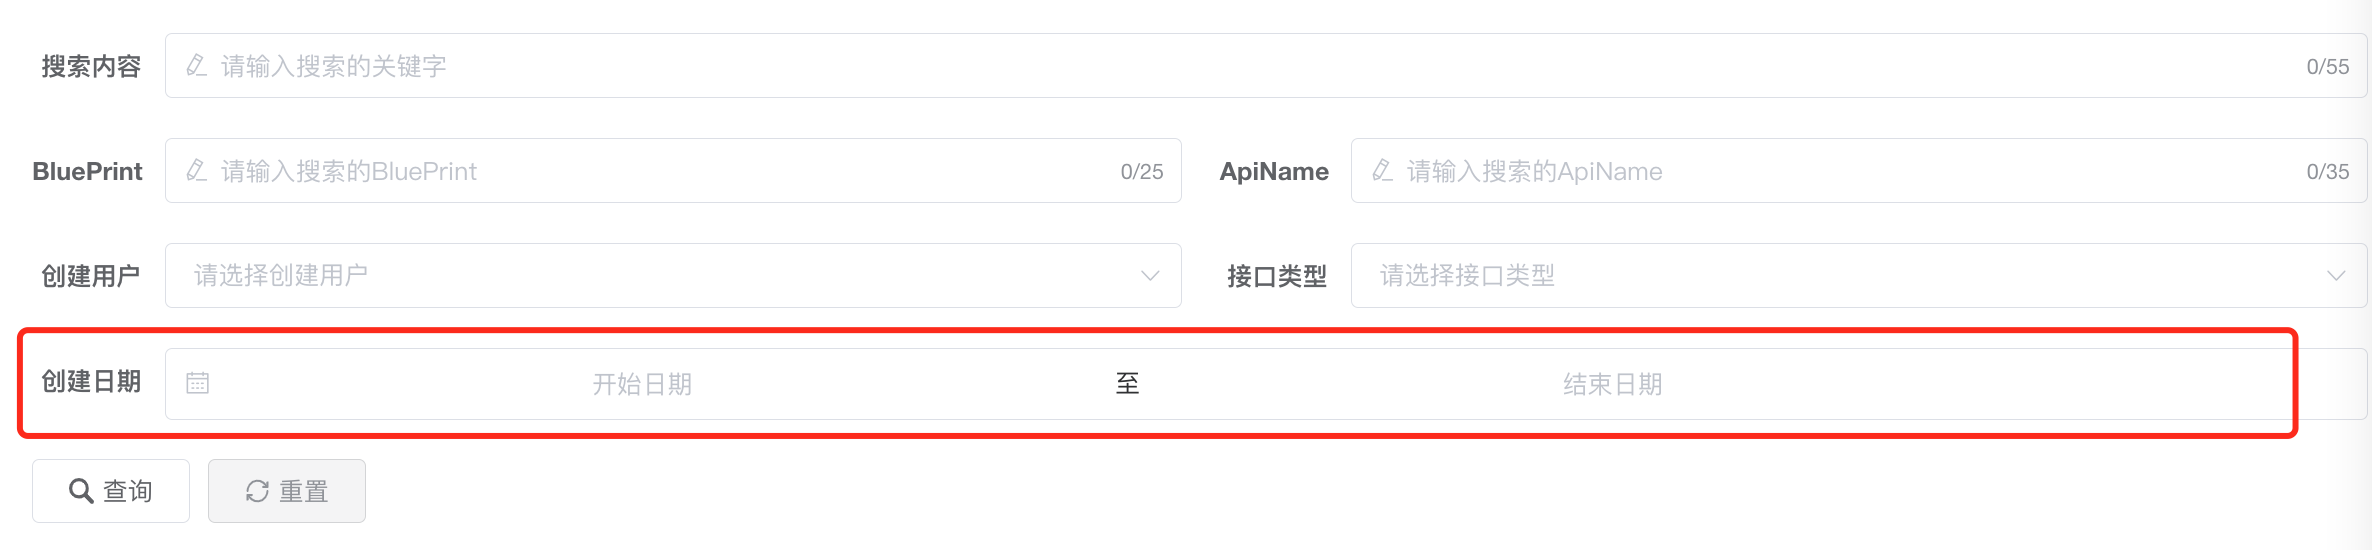 搜索内容 请输入搜索的关键字 0/55
BluePrint 请输入搜索的BluePrint 0/25 ApiName 请输入搜索的ApiName 0/35
创建用户 请选择创建用户 接口类型 请选择接口类型
创建日期 开始日期 至 结束日期
查询 重置